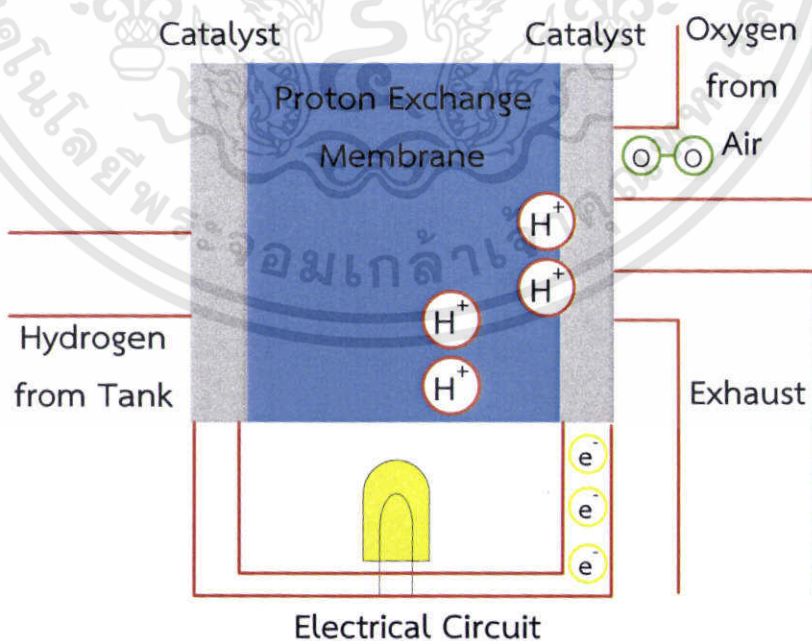 Catalyst
Catalyst
Oxygen
from
Air
Proton Exchange
Membrane
O
O
H+
H+
H+
H+
Hydrogen
from Tank
Exhaust
e-
e-
e-
Electrical Circuit